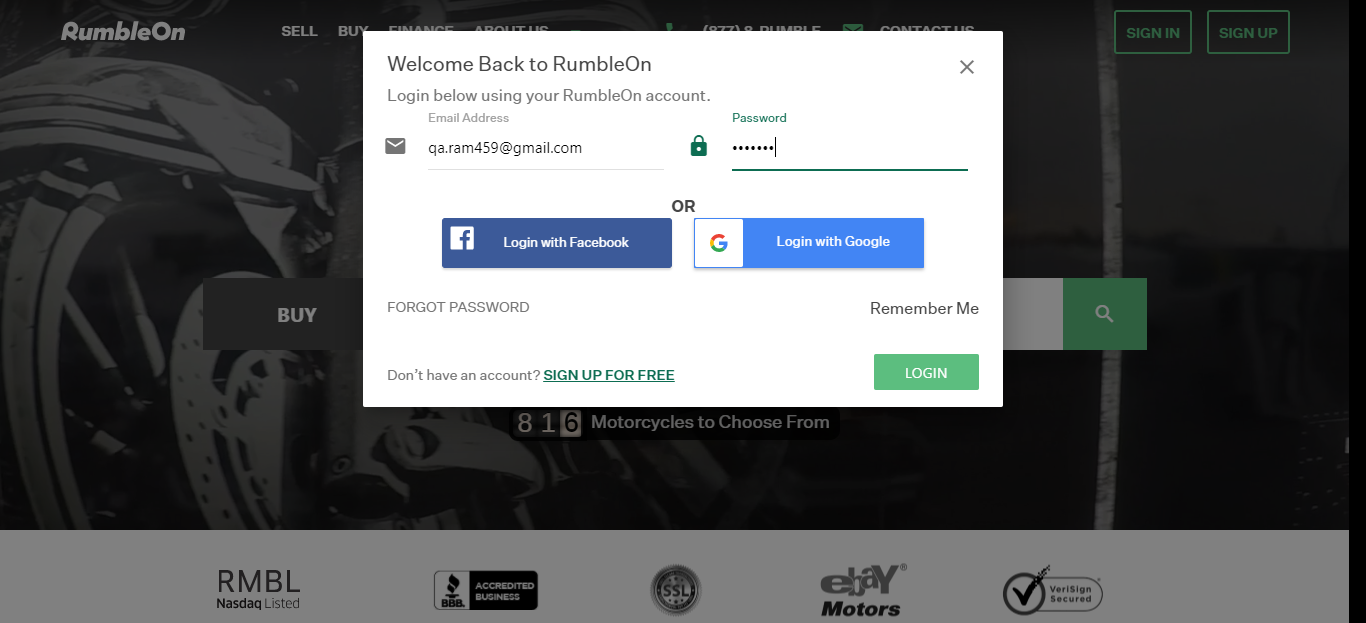 RumbleOn
SELL BUY FINANCE ABOUT US (877) 8-RUMBLE CONTACT US SIGN IN SIGN UP
Welcome Back to RumbleOn
Login below using your RumbleOn account.
Email Address Password
qa.ram459@gmail.com •••••••
OR
Login with Facebook Login with Google
FORGOT PASSWORD Remember Me
BUY
Don't have an account? SIGN UP FOR FREE LOGIN
816 Motorcycles to Choose From
RMBL
Nasdaq Listed
BBB. ACCREDITED
BUSINESS
SSL
ebay®
Motors
VeriSign
Secured